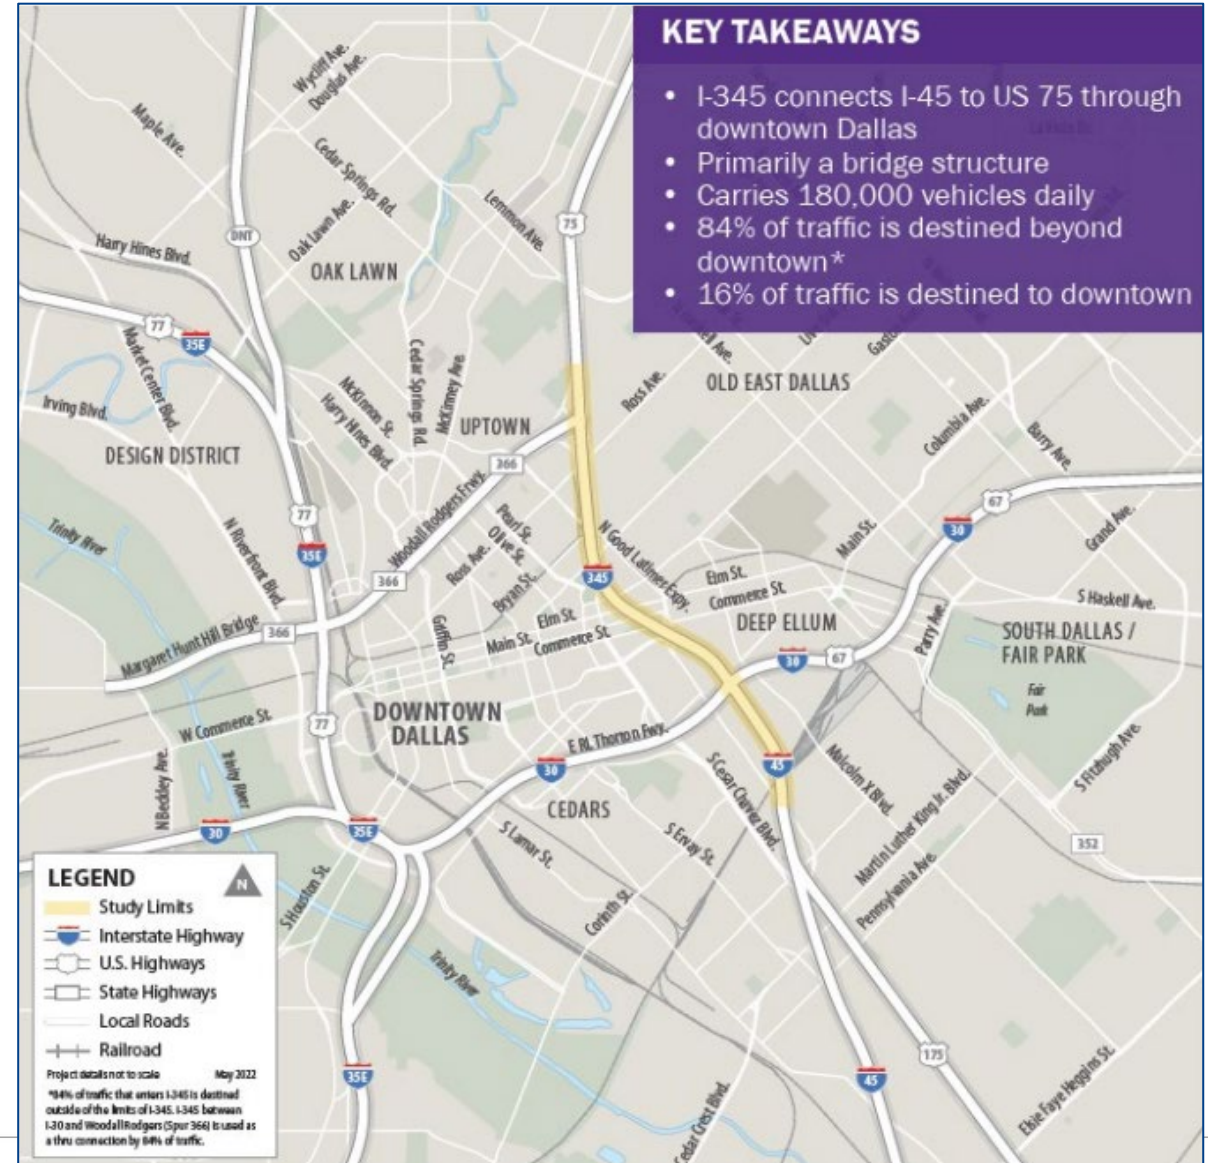 KEY TAKEAWAYS
• I-345 connects I-45 to US 75 through
downtown Dallas
• Primarily a bridge structure
• Carries 180,000 vehicles daily
• 84% of traffic is destined beyond
downtown*
• 16% of traffic is destined to downtown
Wycliff Ave.
Douglas Ave.
Maple Ave.
Cedar Springs Rd.
Lemmon Ave.
Oak Lawn Ave.
75
DNT
Harry Hines Blvd.
OAK LAWN
77
35E
Market Center Blvd.
Irving Blvd.
Cedar Springs Rd.
McKinney Ave.
McKinnon St.
Harry Hines Blvd.
UPTOWN
Ross Ave.
OLD EAST DALLAS
Columbia Ave.
Barry Ave.
DESIGN DISTRICT
366
77
35E
Woodall Rodgers Frwy.
Pearl St.
Olive St.
Ross Ave.
Bryan St.
N Good Latimer Expy.
Main St.
67
30
Grand Ave.
Trinity River
N Riverfront Blvd.
366
345
Elm St.
Commerce St.
S Haskell Ave.
Margaret Hunt Hill Bridge
366
Griffin St.
Elm St.
Main St.
Commerce St.
DEEP ELLUM
Parry Ave.
SOUTH DALLAS /
FAIR PARK
30
67
Fair
Park
W Commerce St.
77
DOWNTOWN
DALLAS
E RL Thorton Fwy.
N Beckley Ave.
Trinity River
30
45
S Cesar Chavez Blvd.
Malcolm X Blvd.
S Fitzhugh Ave.
30
35E
CEDARS
S Lamar St.
S Ervay St.
Martin Luther King Jr. Blvd.
352
S Houston St.
Corinth St.
Pennsylvania Ave.
Trinity River
175
35E
45
Cedar Crest Blvd.
Elsie Faye Heggins St.
LEGEND
N
Study Limits
Interstate Highway
U.S. Highways
State Highways
Local Roads
Railroad
Project details not to scale May 2022
*84% of traffic that enters I-345 is destined
outside of the limits of I-345. I-345 between
I-30 and Woodall Rodgers (Spur 366) is used as
a thru connection by 84% of traffic.